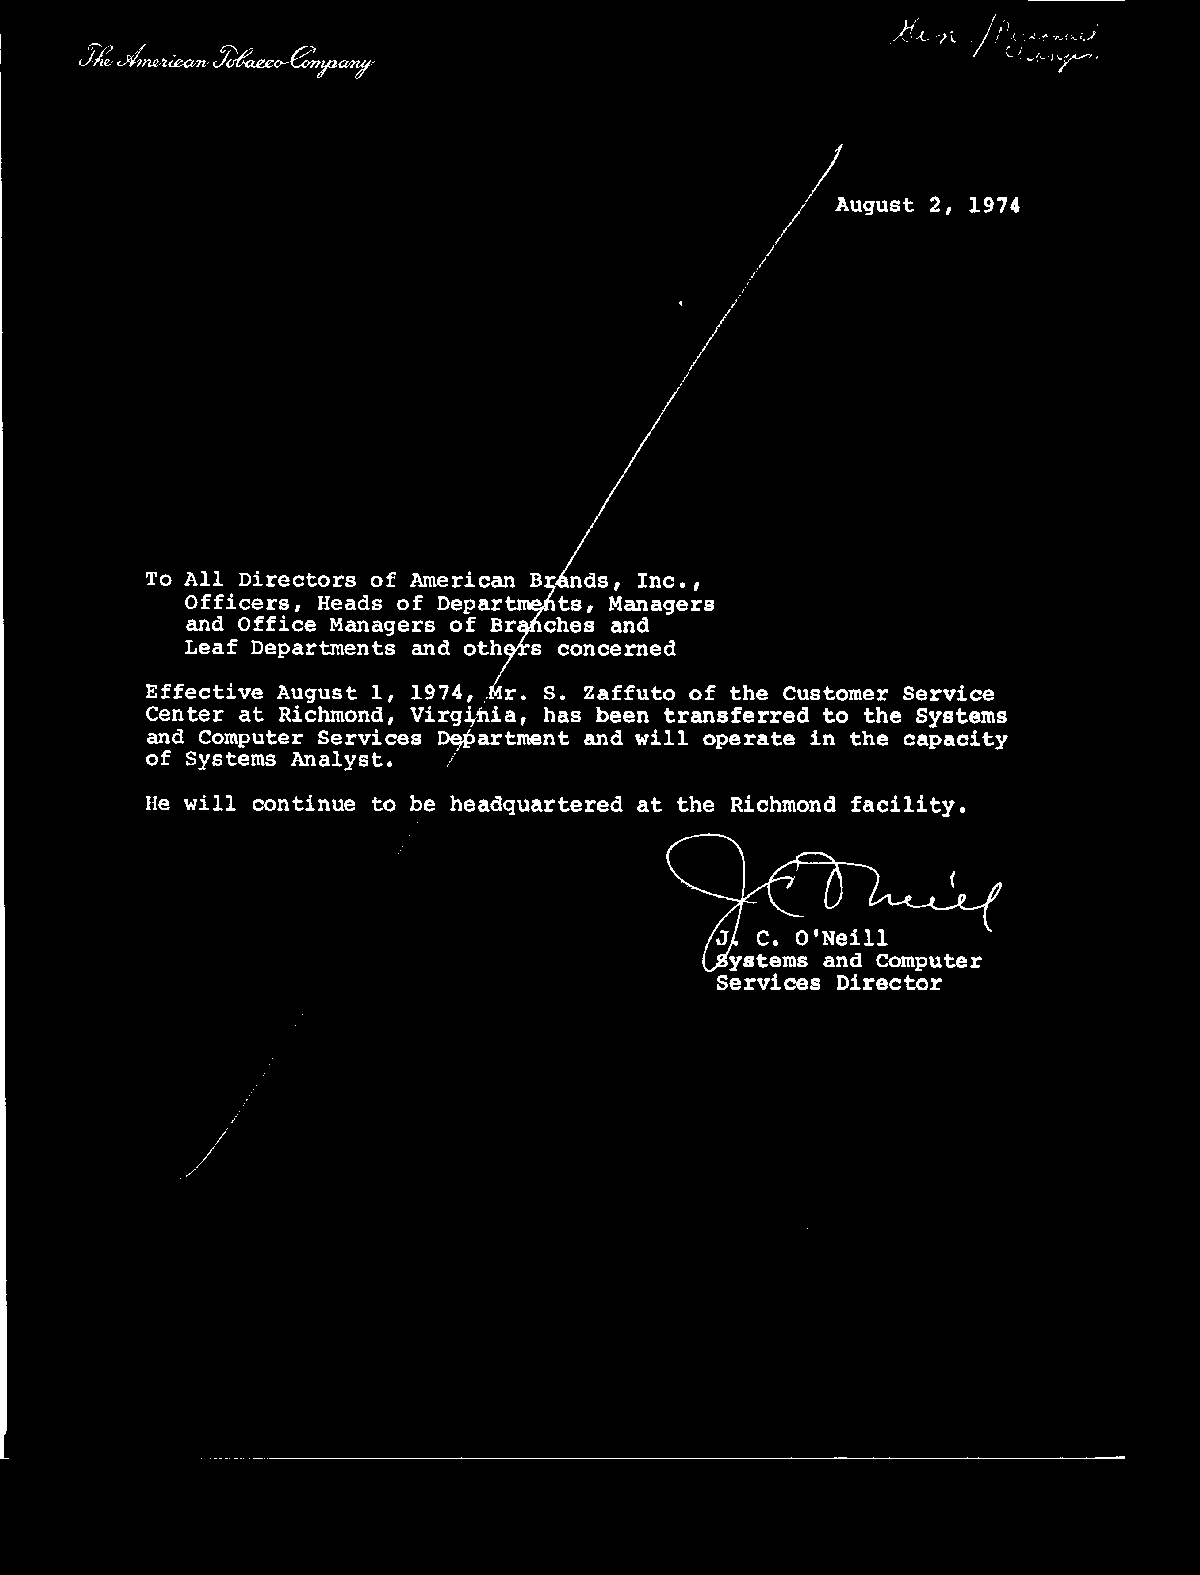 The American Tobacco Company
Gen / Personnel
Changes
August 2, 1974
To All Directors of American Brands, Inc.,
Officers, Heads of Departments, Managers
and Office Managers of Branches and
Leaf Departments and others concerned
Effective August 1, 1974, Mr. S. Zaffuto of the Customer Service
Center at Richmond, Virginia, has been transferred to the Systems
and Computer Services Department and will operate in the capacity
of Systems Analyst.
He will continue to be headquartered at the Richmond facility.
J C O'Neill
J. C. O'Neill
Systems and Computer
Services Director